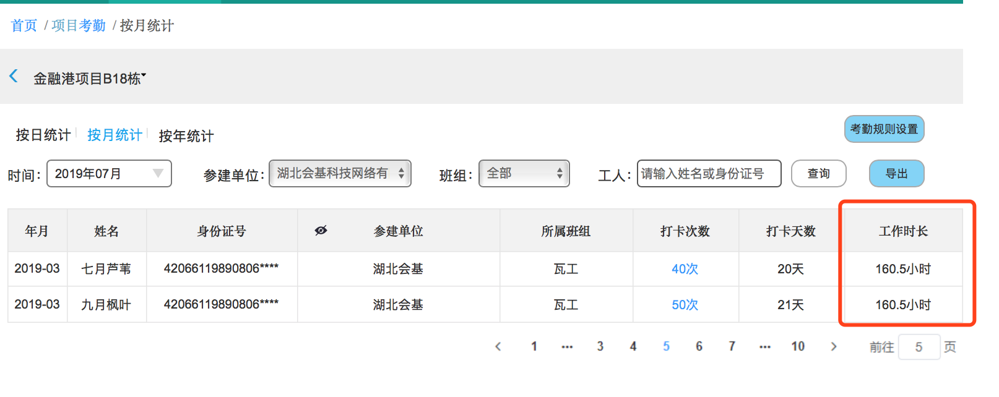 首页 / 项目考勤 / 按月统计
金融港项目B18栋
按日统计 按月统计 按年统计 考勤规则设置
时间: 2019年07月 参建单位: 湖北会基科技网络有 班组: 全部 工人: 请输入姓名或身份证号 查询 导出
年月 姓名 身份证号 参建单位 所属班组 打卡次数 打卡天数 工作时长
2019-03 七月芦苇 42066119890806**** 湖北会基 瓦工 40次 20天 160.5小时
2019-03 九月枫叶 42066119890806**** 湖北会基 瓦工 50次 21天 160.5小时
1 ... 3 4 5 6 7 ... 10 前往 5 页